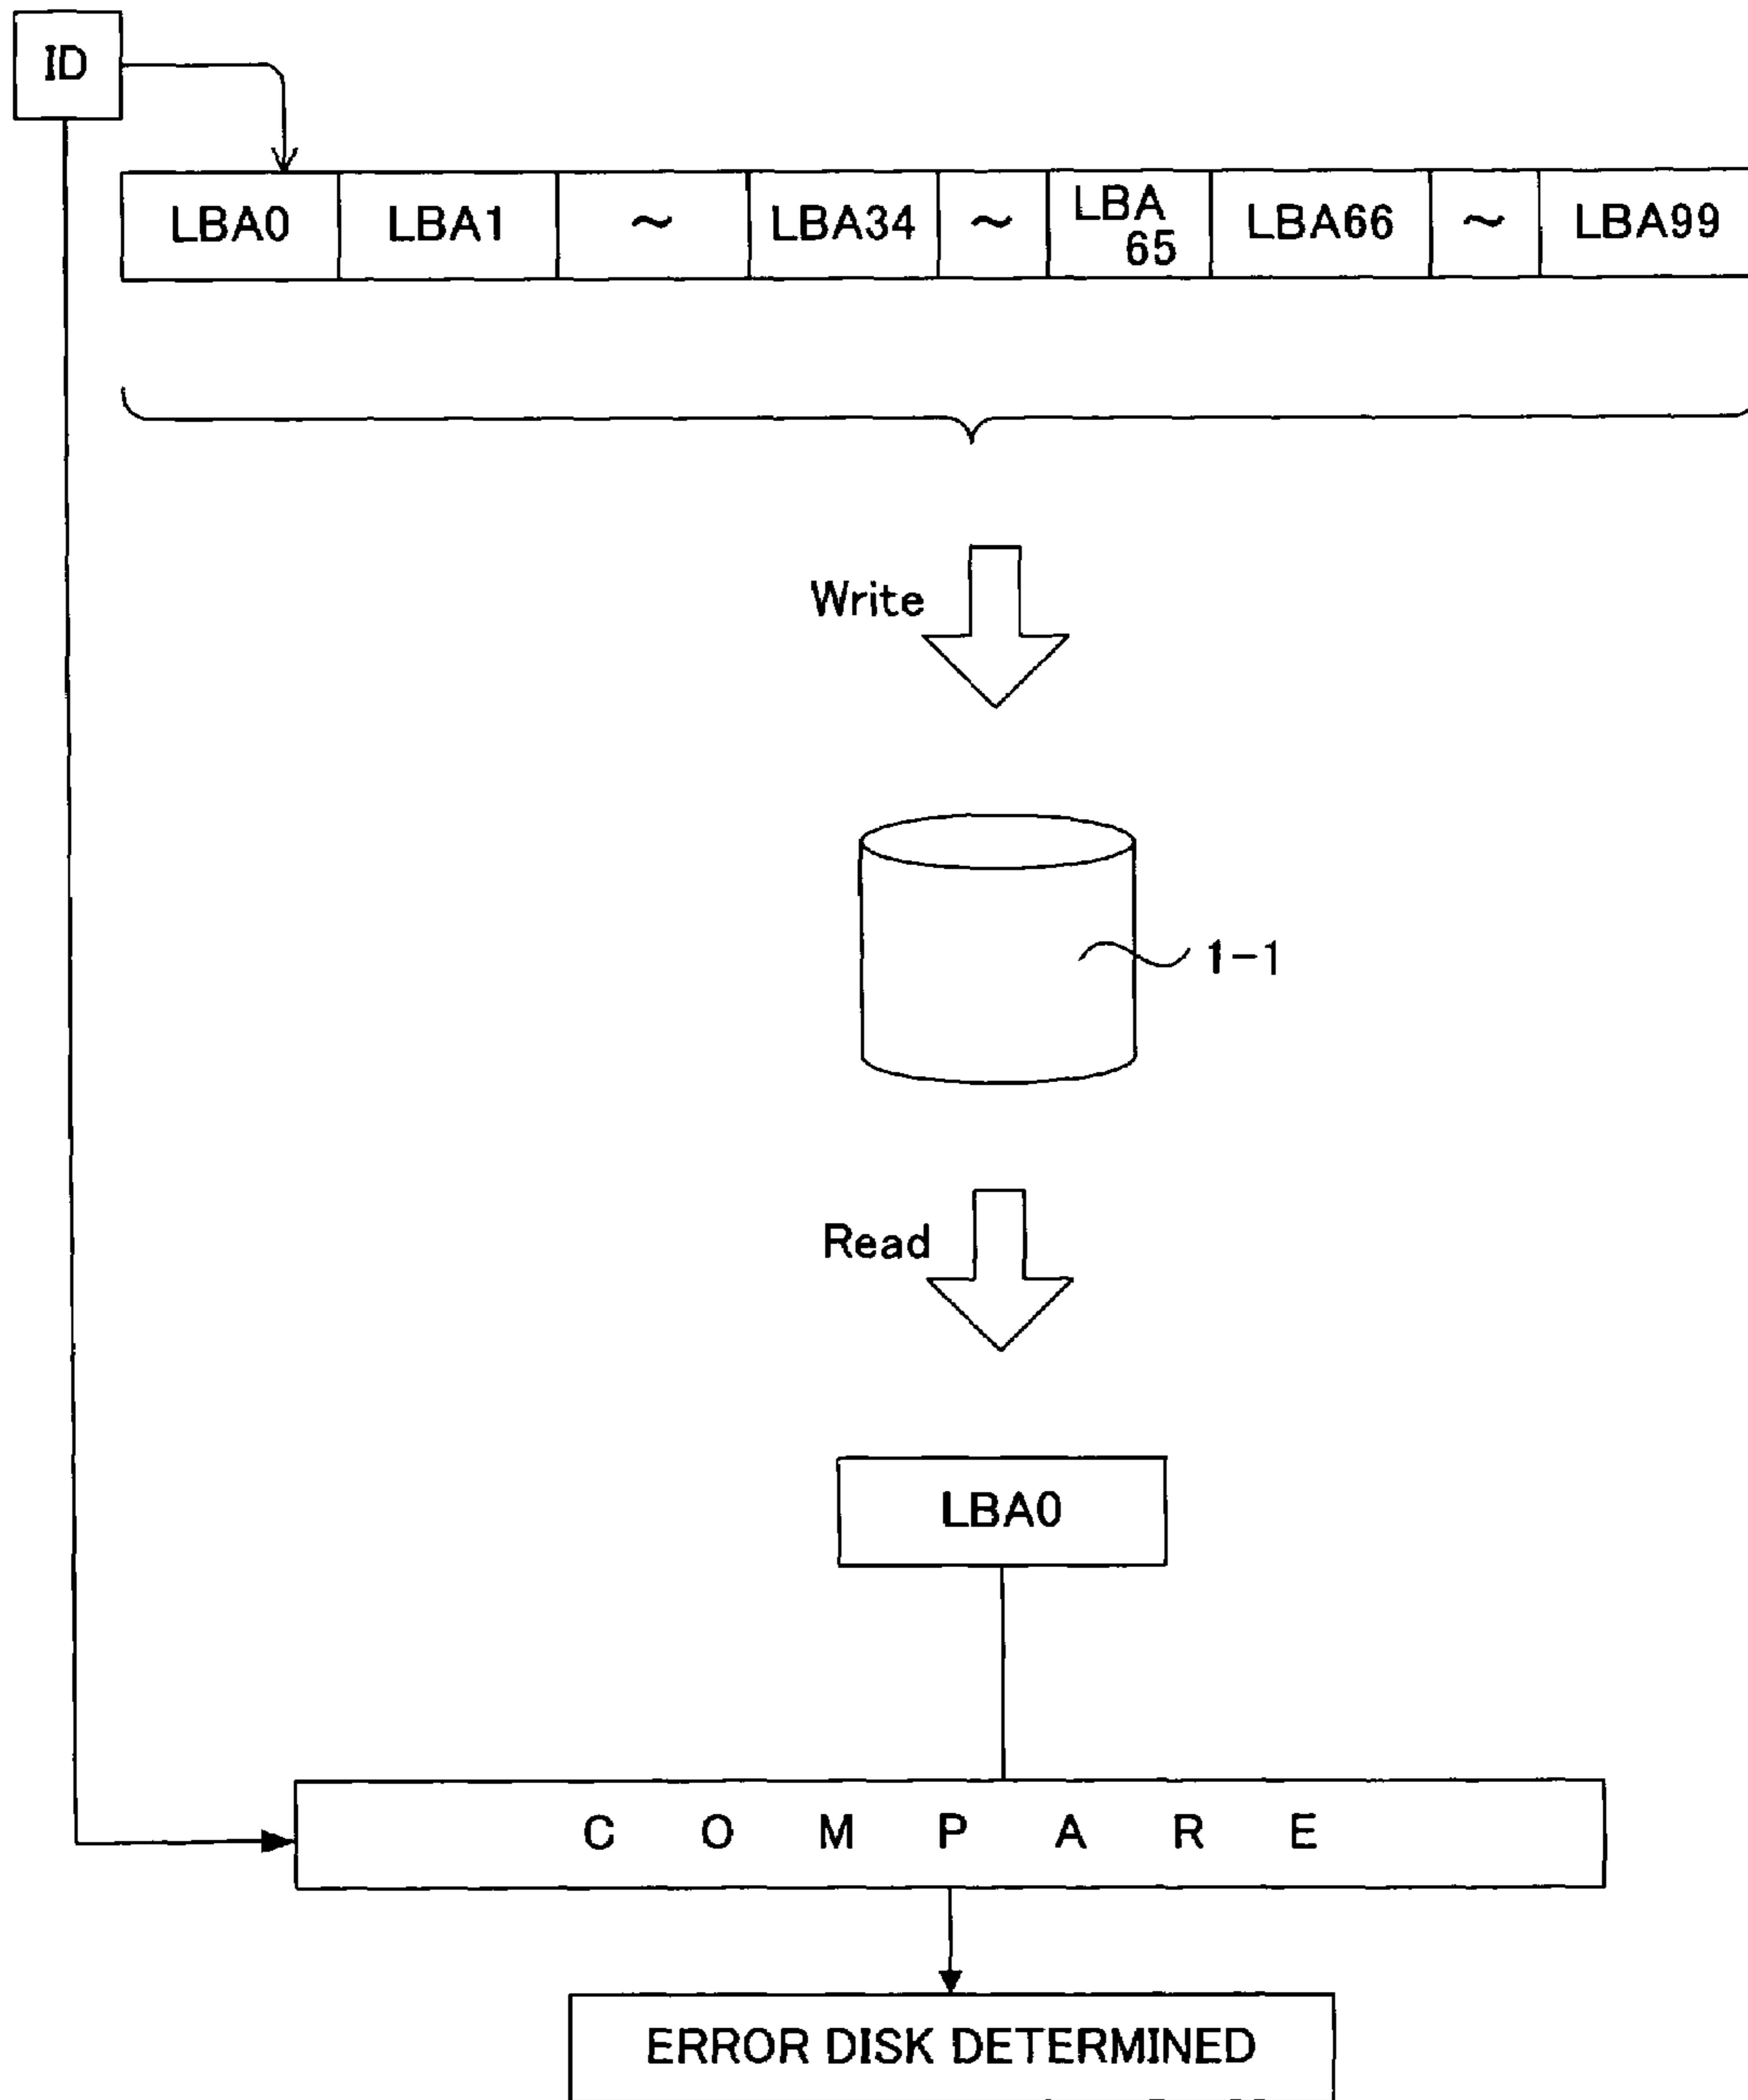 ID
LBA0 LBA1 ~ LBA34 ~ LBA 65 LBA66 ~ LBA99
Write
1-1
Read
LBA0
C O M P A R E
ERROR DISK DETERMINED